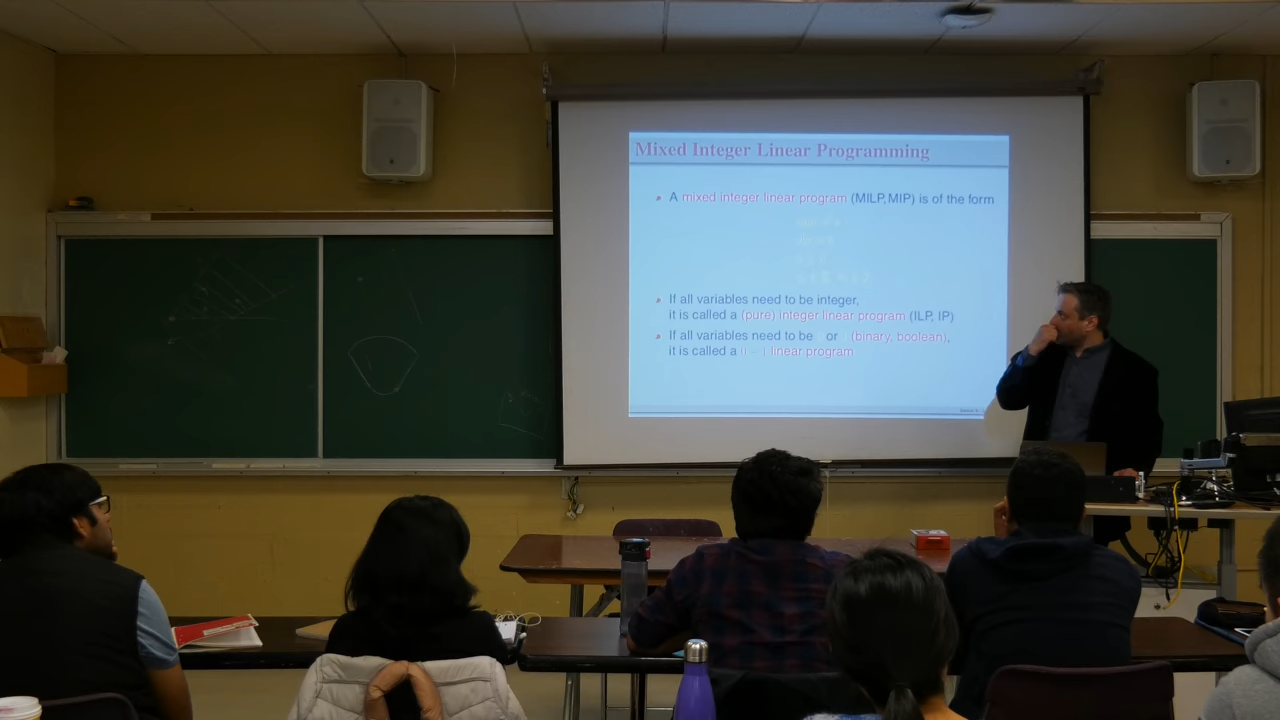 Mixed Integer Linear Programming
A mixed integer linear program (MILP, MIP) is of the form
If all variables need to be integer,
it is called a (pure) integer linear program (ILP, IP)
If all variables need to be or (binary, boolean),
it is called a 0 – 1 linear program